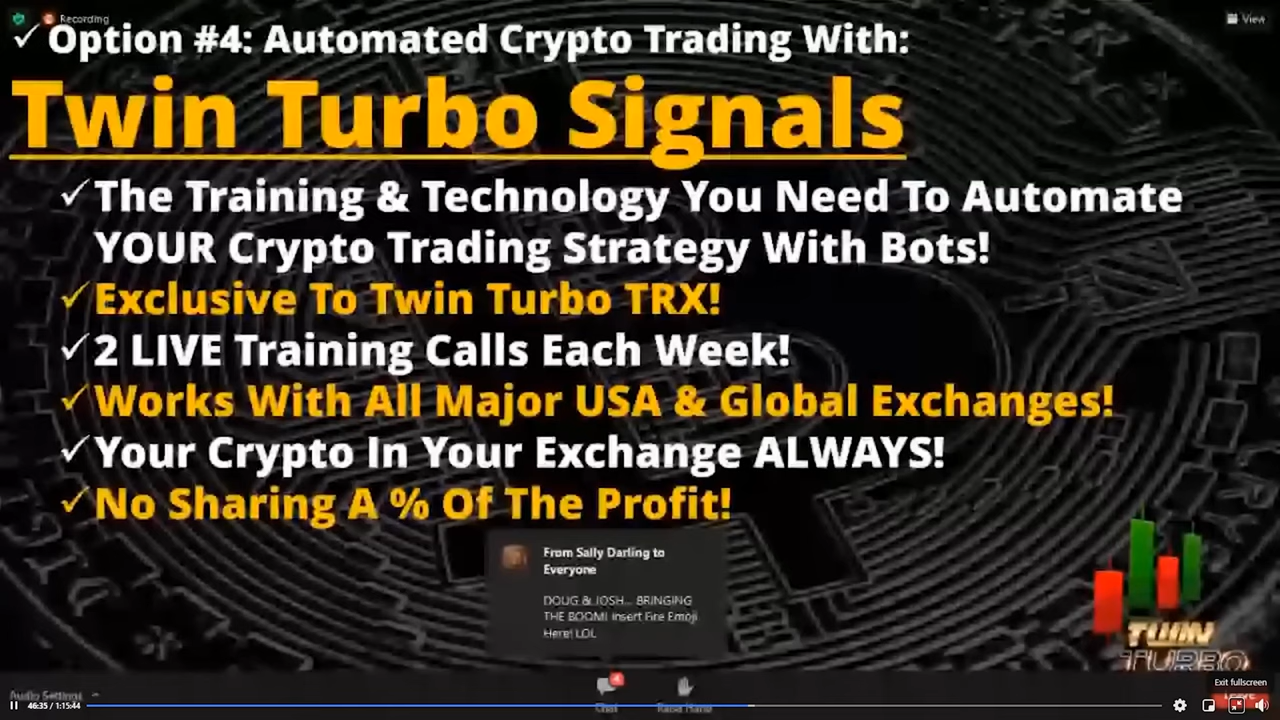 Recording
View
✓ Option #4: Automated Crypto Trading With:
Twin Turbo Signals
✓ The Training & Technology You Need To Automate
YOUR Crypto Trading Strategy With Bots!
✓ Exclusive To Twin Turbo TRX!
✓ 2 LIVE Training Calls Each Week!
✓ Works With All Major USA & Global Exchanges!
✓ Your Crypto In Your Exchange ALWAYS!
✓ No Sharing A % Of The Profit!
From Sally Darling to
Everyone
DOUG & JOSH... BRINGING
THE BOOM! Insert Fire Emoji
Here! LOL
TWIN
TURBO
Exit fullscreen
Audio Settings
Chat
Raise Hand
Leave
46:35 / 1:15:44